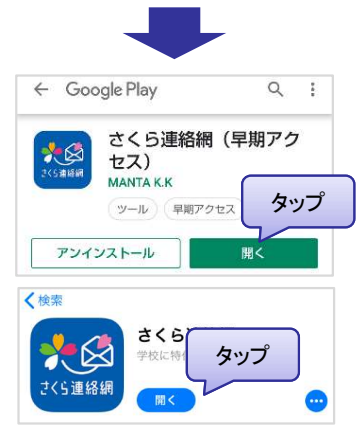 Google Play
さくら連絡網（早期アク
セス）
さくら連絡網
MANTA K.K
ツール
早期アクセス
タップ
アンインストール
開く
検索
さくら
学校に特
タップ
さくら連絡網
開く